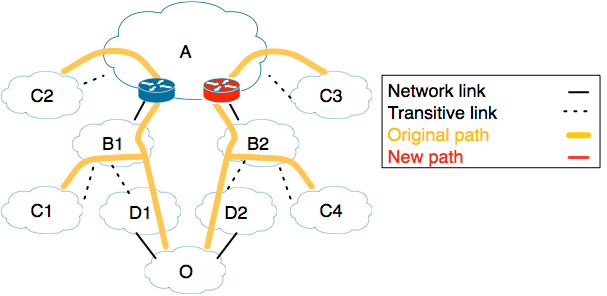 A
C2
C3
B1
B2
C1
D1
D2
C4
O
Network link
Transitive link
Original path
New path